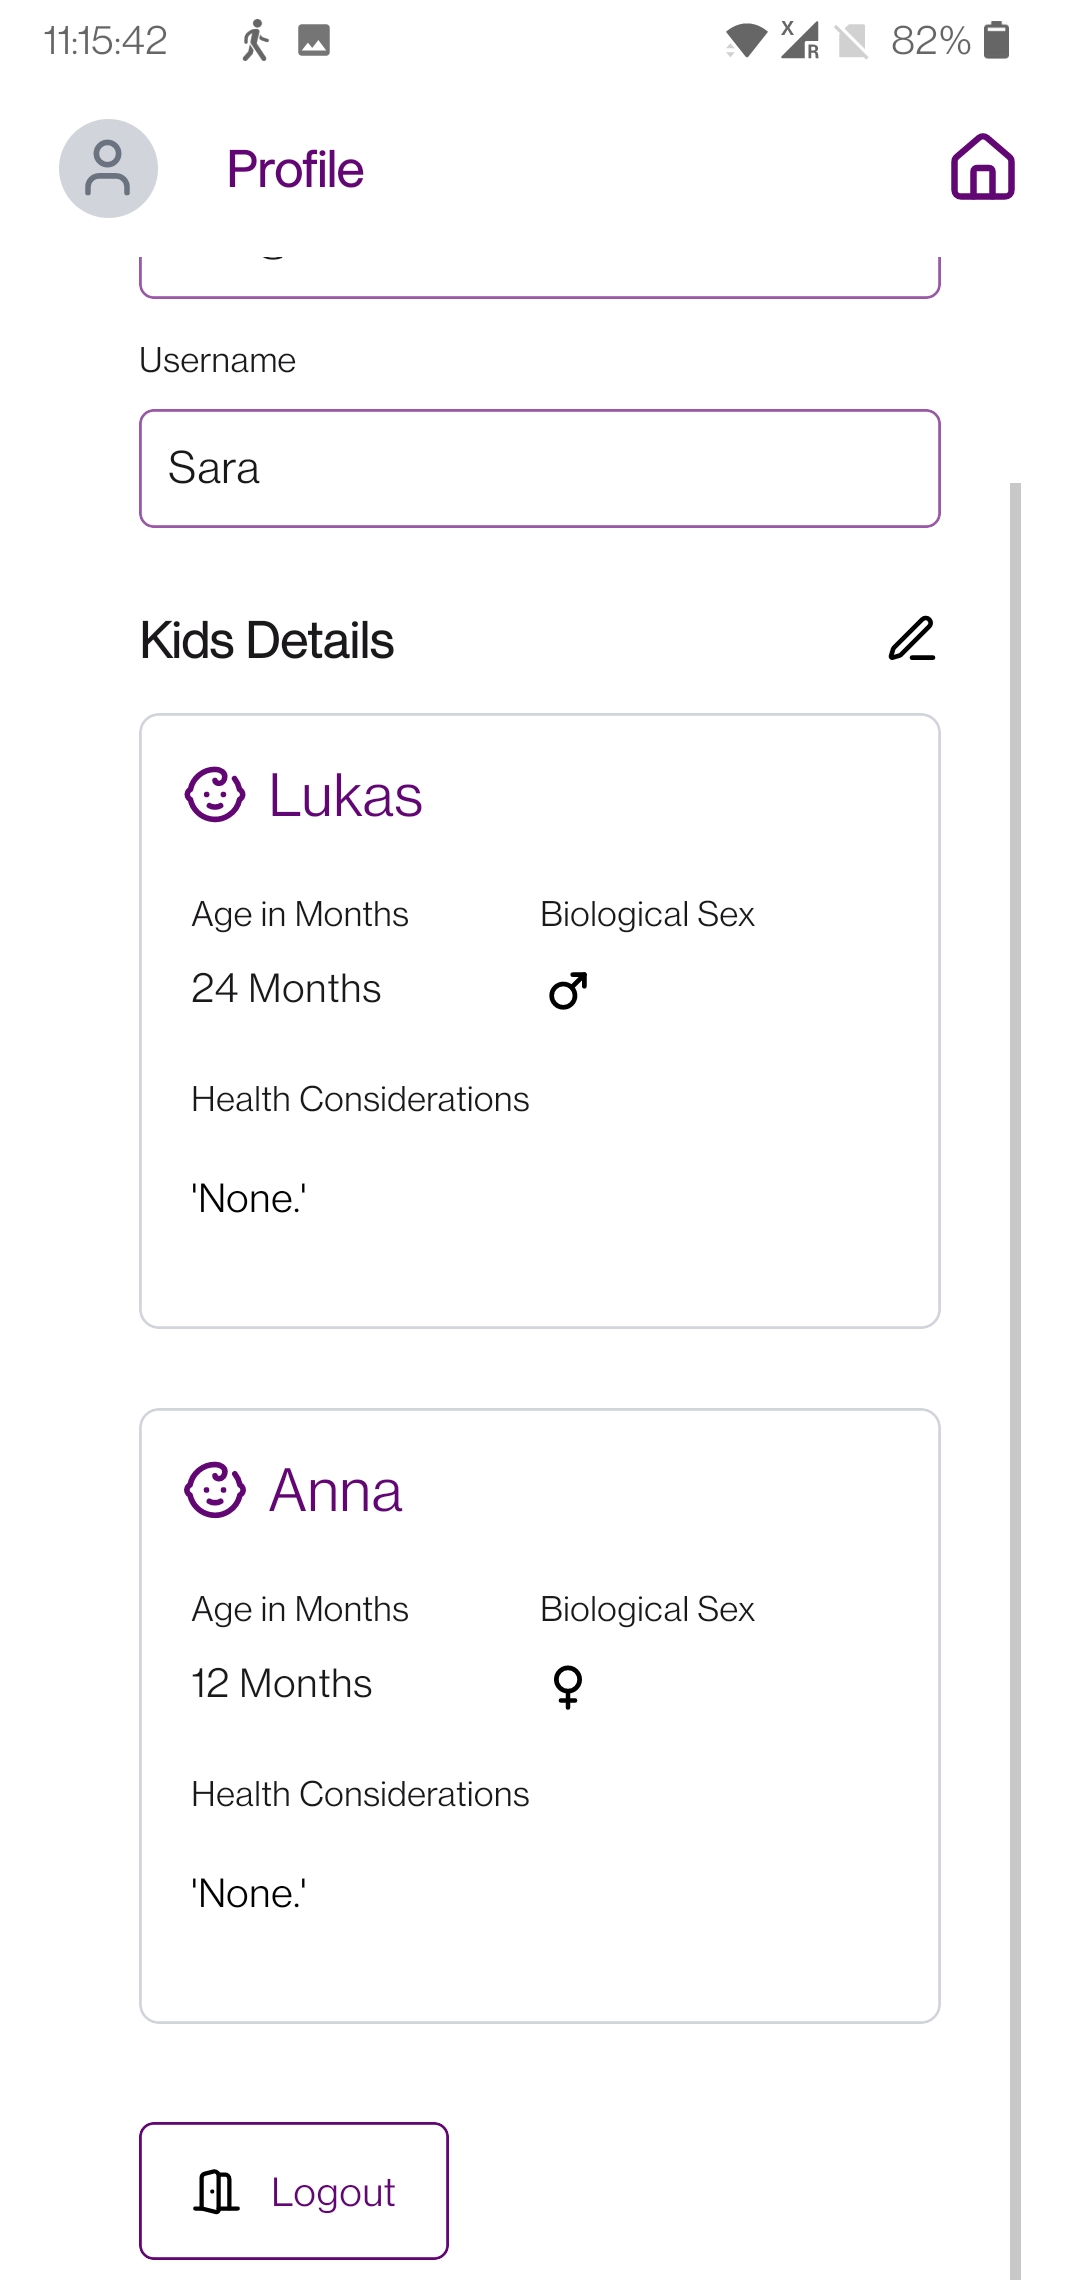 11:15:42
82%
Profile
Username
Sara
Kids Details
Lukas
Age in Months Biological Sex
24 Months
Health Considerations
'None.'
Anna
Age in Months Biological Sex
12 Months
Health Considerations
'None.'
Logout